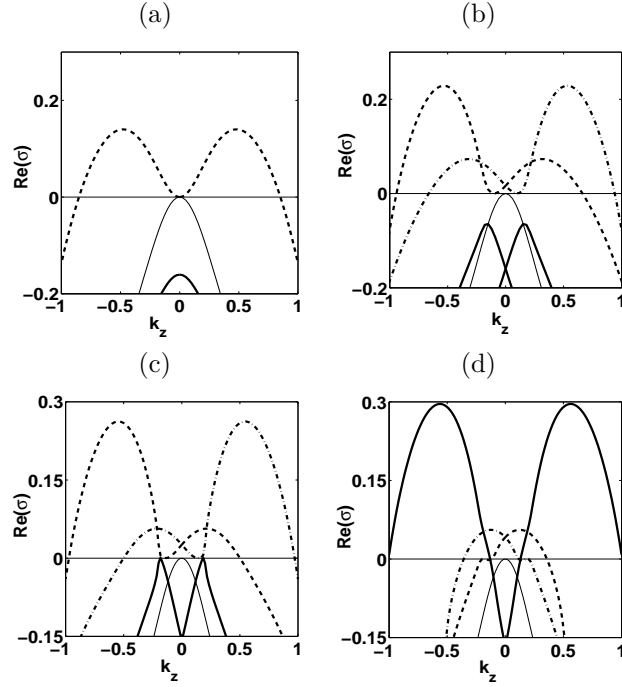 (a) (b)
0.2 0.2
Re(σ) Re(σ)
0 0
−0.2 −0.2
−1 −0.5 0 0.5 1 −1 −0.5 0 0.5 1
k_z k_z
(c) (d)
0.3 0.3
0.15 0.15
Re(σ) Re(σ)
0 0
−0.15 −0.15
−1 −0.5 0 0.5 1 −1 −0.5 0 0.5 1
k_z k_z